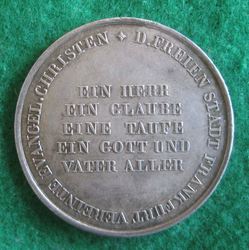 D. FREIEN STADT FRANKFURT VEREINTE EVANGEL. CHRISTEN
EIN HERR
EIN GLAUBE
EINE TAUFE
EIN GOTT UND
VATER ALLER